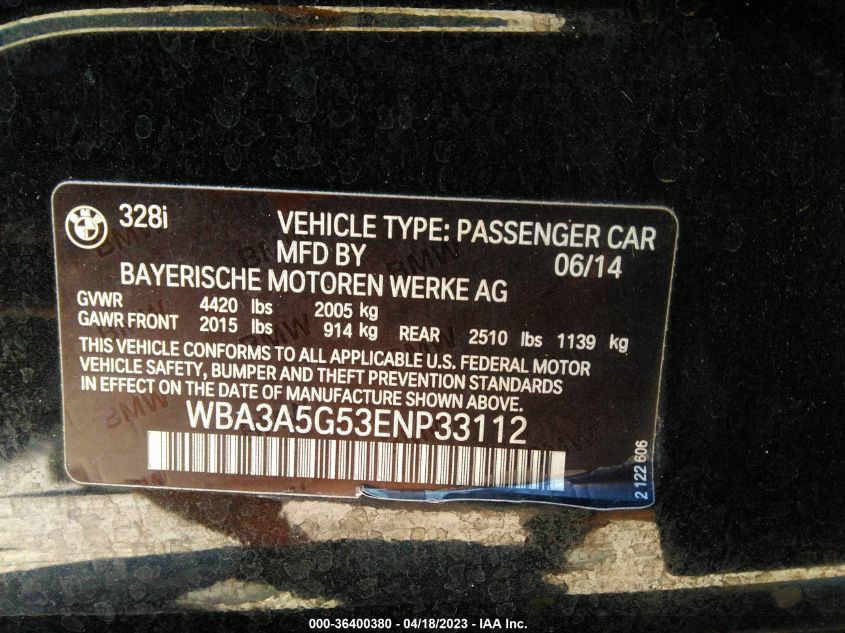 328i VEHICLE TYPE: PASSENGER CAR
MFD BY 06/14
BAYERISCHE MOTOREN WERKE AG
GVWR 4420 lbs 2005 kg
GAWR FRONT 2015 lbs 914 kg REAR 2510 lbs 1139 kg
THIS VEHICLE CONFORMS TO ALL APPLICABLE U.S. FEDERAL MOTOR
VEHICLE SAFETY, BUMPER AND THEFT PREVENTION STANDARDS
IN EFFECT ON THE DATE OF MANUFACTURE SHOWN ABOVE.
WBA3A5G53ENP33112
2 122 606
000-36400380 - 04/18/2023 - IAA Inc.